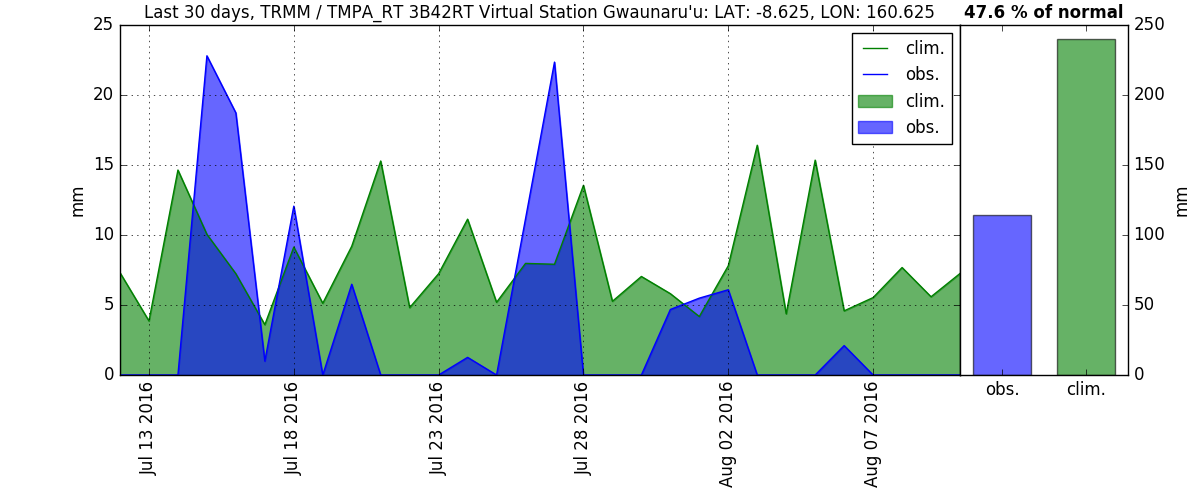 Last 30 days, TRMM / TMPA_RT 3B42RT Virtual Station Gwaunaru'u: LAT: -8.625, LON: 160.625
47.6 % of normal
25
20
15
10
5
0
mm
clim.
obs.
clim.
obs.
250
200
150
100
50
0
mm
obs.
clim.
Jul 13 2016
Jul 18 2016
Jul 23 2016
Jul 28 2016
Aug 02 2016
Aug 07 2016